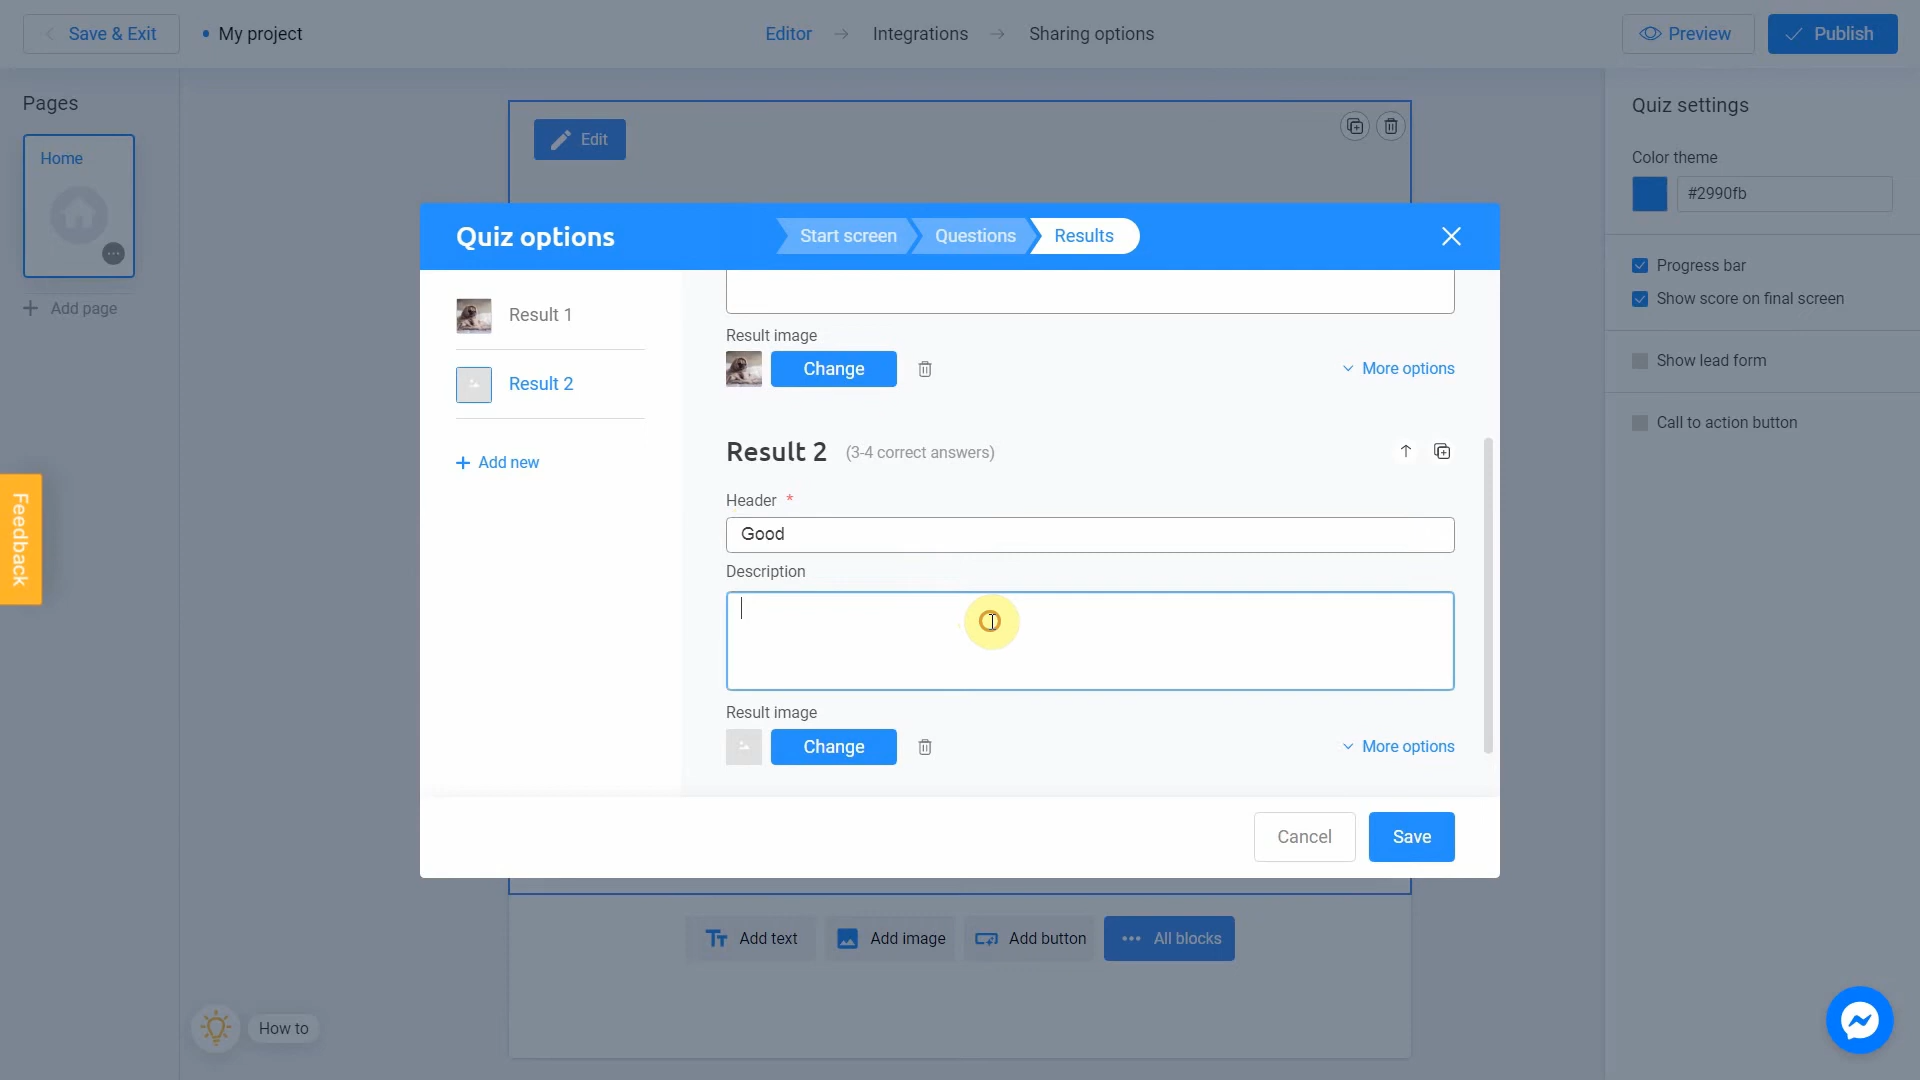 Save & Exit
My project
Editor
Integrations
Sharing options
Preview
Publish
Pages
Home
Add page
Edit
Quiz settings
Color theme
#2990fb
Progress bar
Show score on final screen
Show lead form
Call to action button
Quiz options
Start screen
Questions
Results
Result 1
Result 2
Add new
Result image
Change
More options
Result 2 (3-4 correct answers)
Header *
Good
Description
Result image
Change
More options
Cancel
Save
Add text
Add image
Add button
All blocks
How to
Feedback